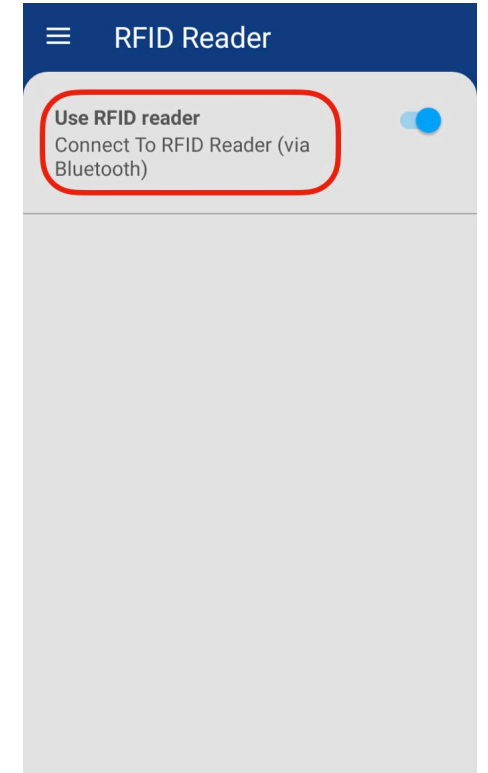 RFID Reader
Use RFID reader
Connect To RFID Reader (via
Bluetooth)